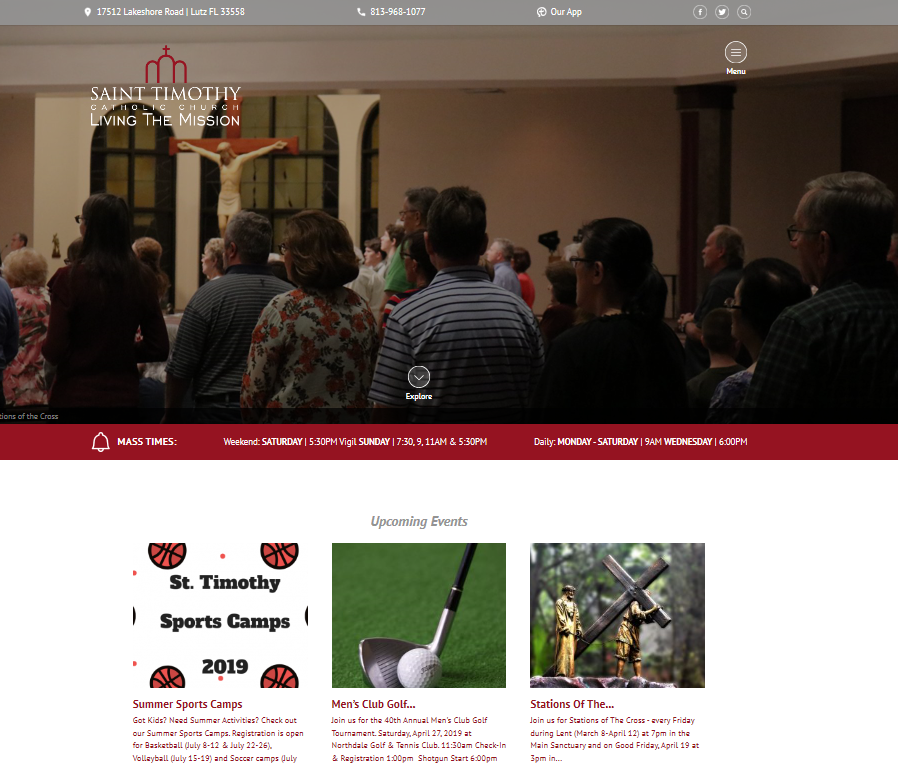 17512 Lakeshore Road | Lutz FL 33558
813-968-1077
Our App
Menu
SAINT TIMOTHY
CATHOLIC CHURCH
LIVING THE MISSION
Explore
tions of the Cross
MASS TIMES:
Weekend: SATURDAY | 5:30PM Vigil SUNDAY | 7:30, 9, 11AM & 5:30PM
Daily: MONDAY - SATURDAY | 9AM WEDNESDAY | 6:00PM
Upcoming Events
St. Timothy
Sports Camps
2019
Summer Sports Camps
Got Kids? Need Summer Activities? Check out
our Summer Sports Camps. Registration is open
for Basketball (July 8-12 & July 22-26),
Volleyball (July 15-19) and Soccer camps (July
Men's Club Golf...
Join us for the 40th Annual Men's Club Golf
Tournament. Saturday, April 27, 2019 at
Northdale Golf & Tennis Club. 11:30am Check-In
& Registration 1:00pm Shotgun Start 6:00pm
Stations Of The...
Join us for Stations of The Cross - every Friday
during Lent (March 8-April 12) at 7pm in the
Main Sanctuary and on Good Friday, April 19 at
3pm in...